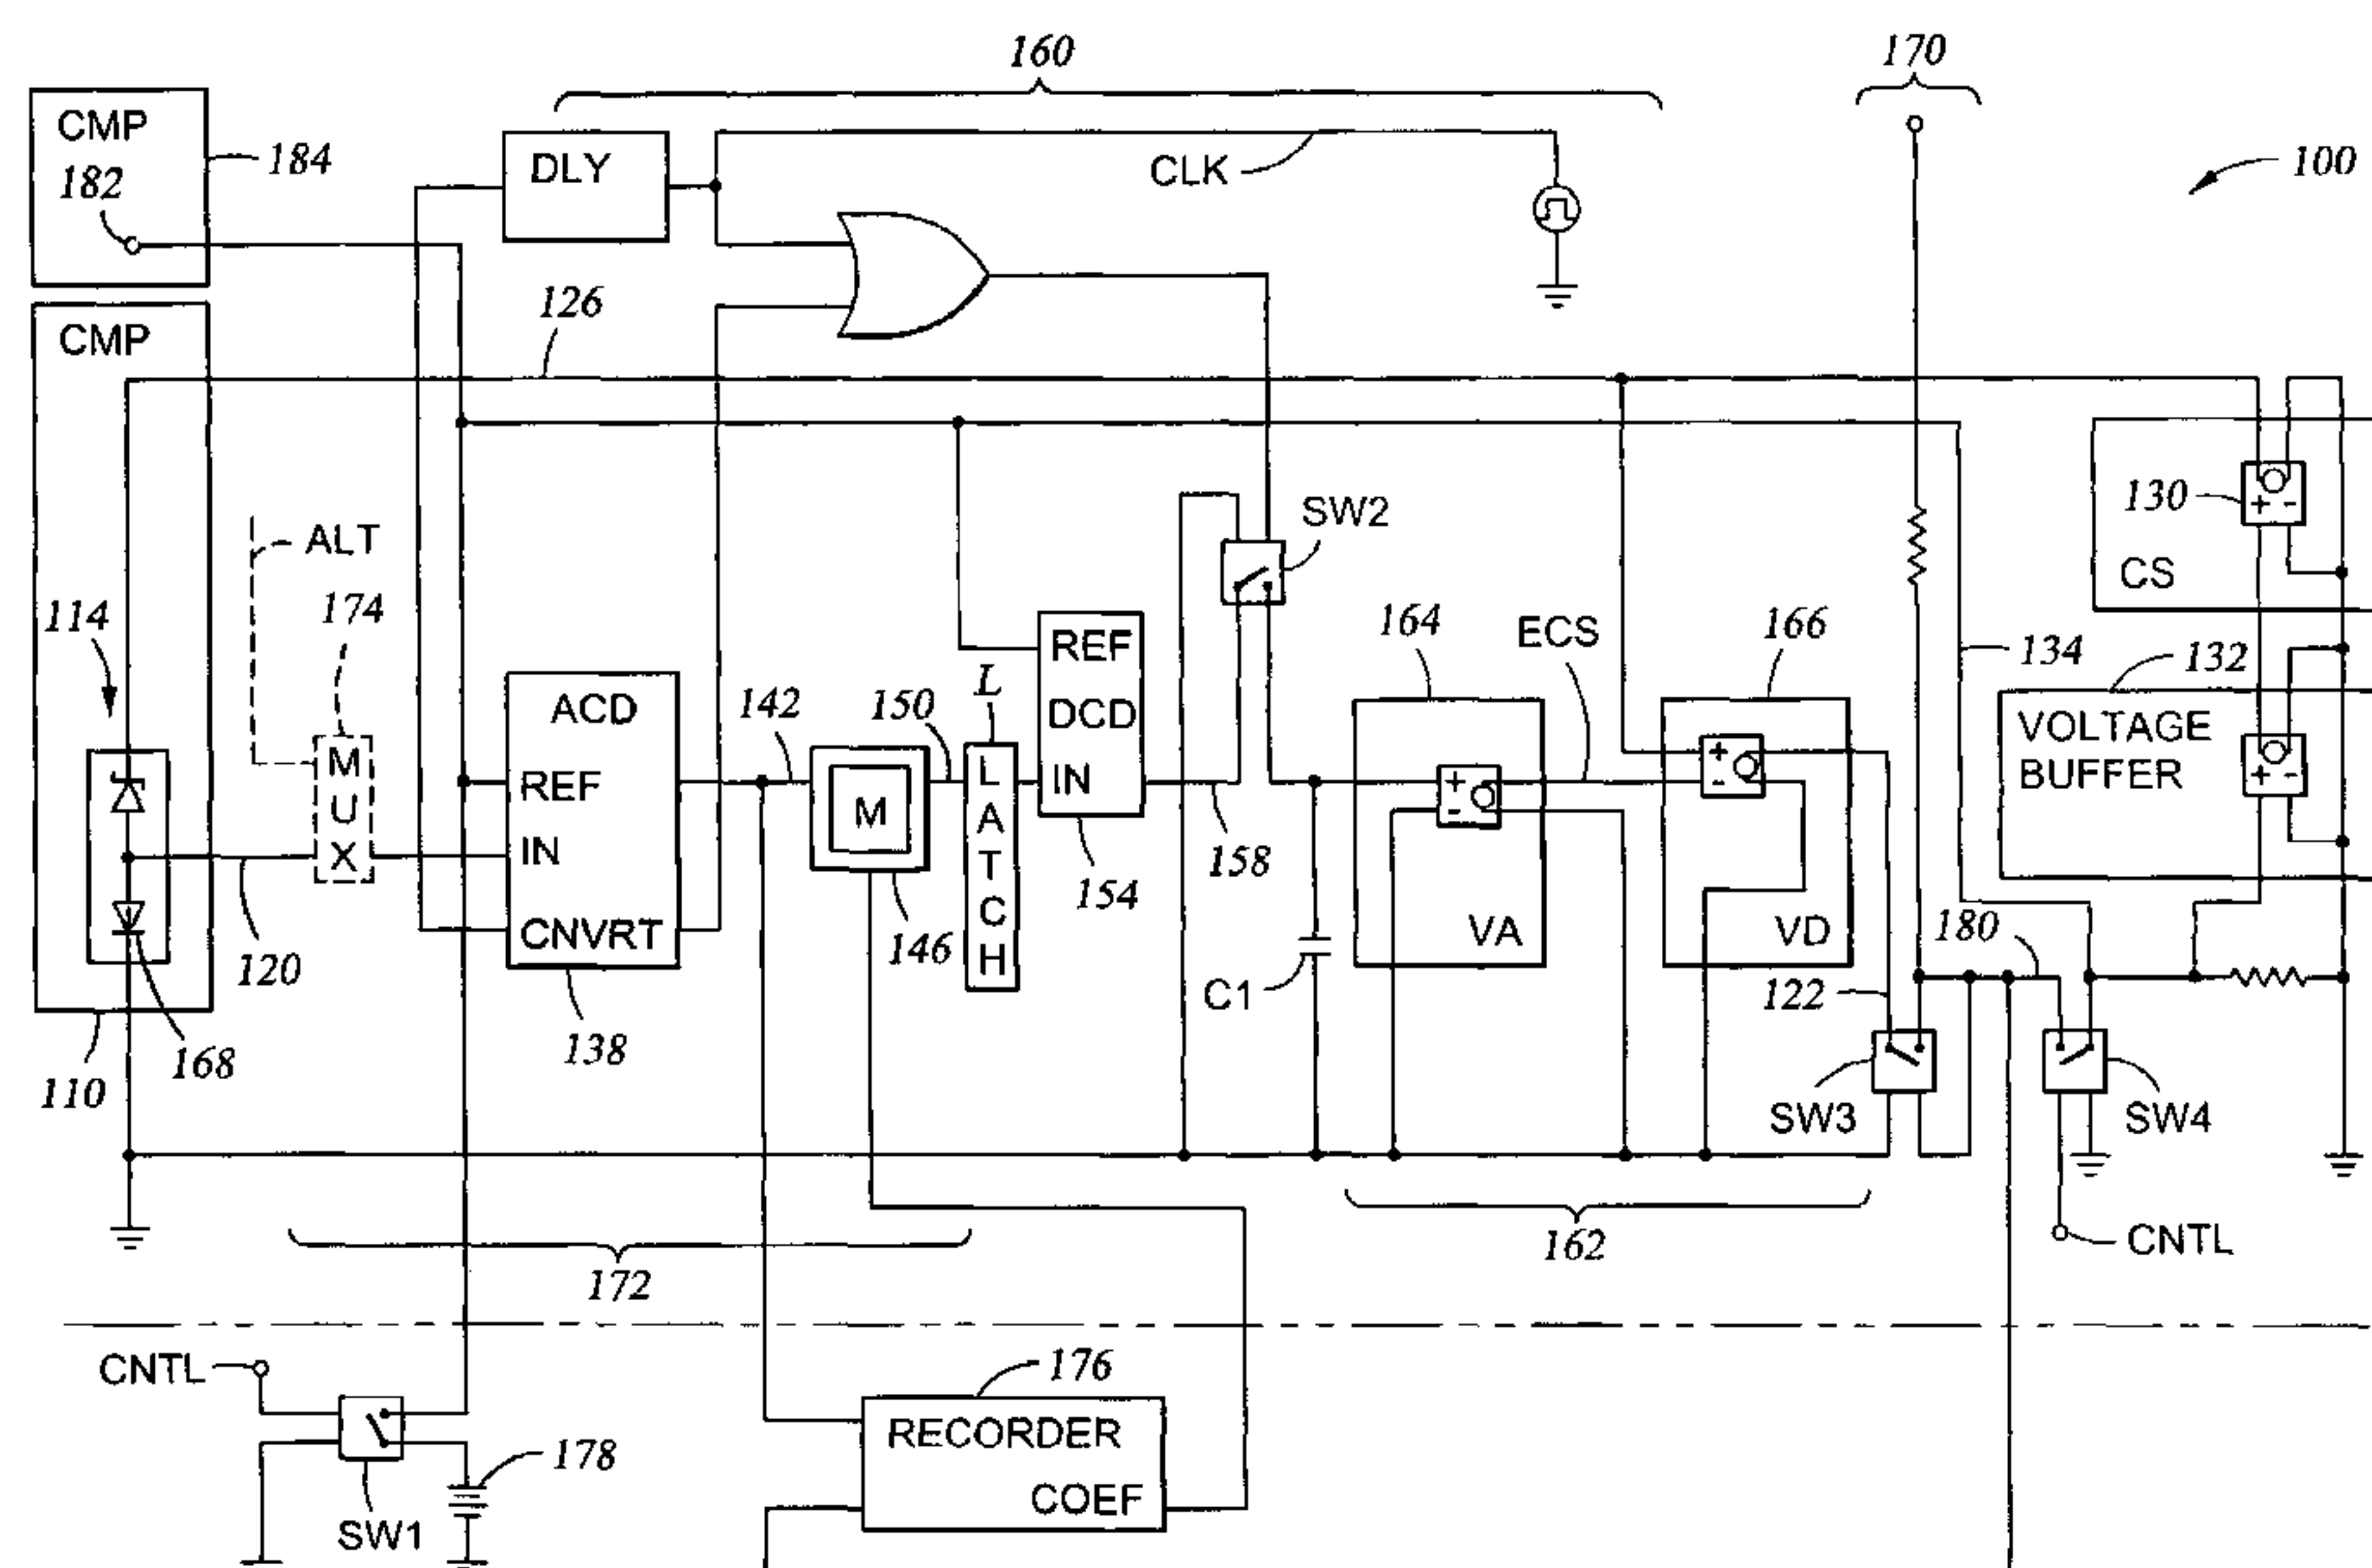 160
170
CMP
182
184
DLY
CLK
100
126
CMP
ALT
174
114
SW2
130
CS
164
ECS
166
134
132
REF
DCD
IN
L
142
150
ACD
REF
IN
CNVRT
MUX
M
LATCH
VOLTAGE
BUFFER
158
154
VA
VD
180
146
120
C1
122
138
168
110
SW3
SW4
162
CNTL
172
CNTL
176
RECORDER
COEF
178
SW1